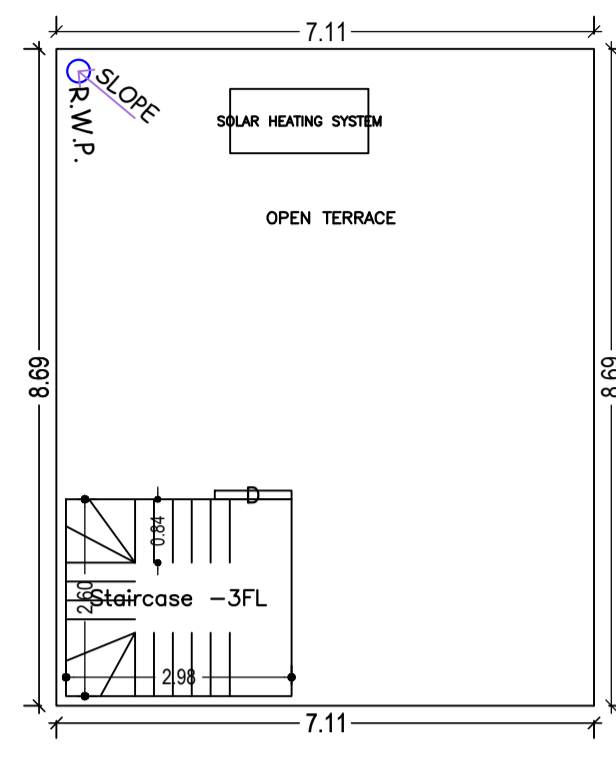 7.11
SLOPE
R.W.P.
SOLAR HEATING SYSTEM
OPEN TERRACE
8.69
8.69
D
0.84
2.60
Staircase -3FL
2.98
7.11